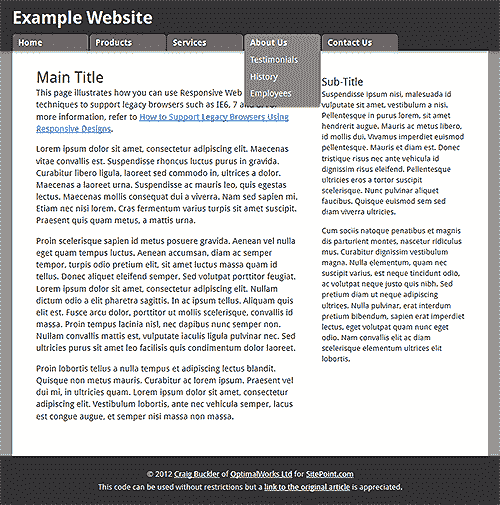 Example Website
Home Products Services About Us Contact Us
Testimonials
History
Employees
Main Title
This page illustrates how you can use Responsive Web
techniques to support legacy browsers such as IE6, 7 and
more information, refer to How to Support Legacy Browsers Using
Responsive Designs.
Lorem ipsum dolor sit amet, consectetur adipiscing elit. Maecenas
vitae convallis est. Suspendisse rhoncus luctus purus in gravida.
Curabitur libero ligula, laoreet sed commodo in, ultrices a dolor.
Maecenas a laoreet urna. Suspendisse ac mauris leo, quis egestas
lectus. Maecenas mollis consequat dui a viverra. Nam sed sapien mi.
Etiam nec nisi lorem. Cras fermentum varius turpis sit amet suscipit.
Praesent quis quam metus, a mattis urna.
Proin scelerisque sapien id metus posuere gravida. Aenean vel nulla
eget quam tempus luctus. Aenean accumsan, diam ac semper
tempor, turpis odio pretium elit, sit amet luctus massa quam id
tellus. Donec aliquet eleifend semper. Sed volutpat porttitor feugiat.
Lorem ipsum dolor sit amet, consectetur adipiscing elit. Nullam
dictum odio a elit pharetra sagittis. In ac ipsum tellus. Aliquam quis
elit est. Fusce arcu dolor, porttitor ut mollis scelerisque, convallis id
massa. Proin tempus lacinia nisl, nec dapibus nunc semper non.
Nullam convallis mattis est, vulputate iaculis ligula pulvinar nec. Sed
ultricies purus sit amet leo facilisis quis condimentum dolor laoreet.
Proin lobortis tellus a nulla tempus et adipiscing lectus blandit.
Quisque non metus mauris. Curabitur ac lorem ipsum. Praesent vel
dui mi, in ultricies quam. Lorem ipsum dolor sit amet, consectetur
adipiscing elit. Vestibulum lobortis, ante nec vehicula semper, lacus
est congue augue, et semper nisi massa non massa.
Sub-Title
Suspendisse ipsum nisi, malesuada id
vulputate sit amet, vestibulum a nisi.
Pellentesque in purus lorem, sit amet
hendrerit augue. Mauris ac metus libero,
id mollis dui. Vivamus imperdiet euismod
pellentesque. Mauris et diam est. Donec
tristique risus nec ante vehicula id
dignissim risus eleifend. Pellentesque
ultricies eros a tortor suscipit
scelerisque. Nunc pulvinar aliquet
faucibus. Quisque euismod sem sed
diam viverra ultricies.
Cum sociis natoque penatibus et magnis
dis parturient montes, nascetur ridiculus
mus. Curabitur dignissim vestibulum
magna. Nulla elementum, quam nec
suscipit varius, est neque tincidunt odio,
ac volutpat neque justo quis nibh. Sed
pretium diam ut neque adipiscing
ultrices. Nulla pulvinar, erat interdum
pretium bibendum, sapien erat imperdiet
lectus, eget volutpat quam nunc eget
odio. Nam convallis elit ac diam
scelerisque elementum ultrices elit
lobortis.
© 2012 Craig Buckler of OptimalWorks Ltd for SitePoint.com
This code can be used without restrictions but a link to the original article is appreciated.